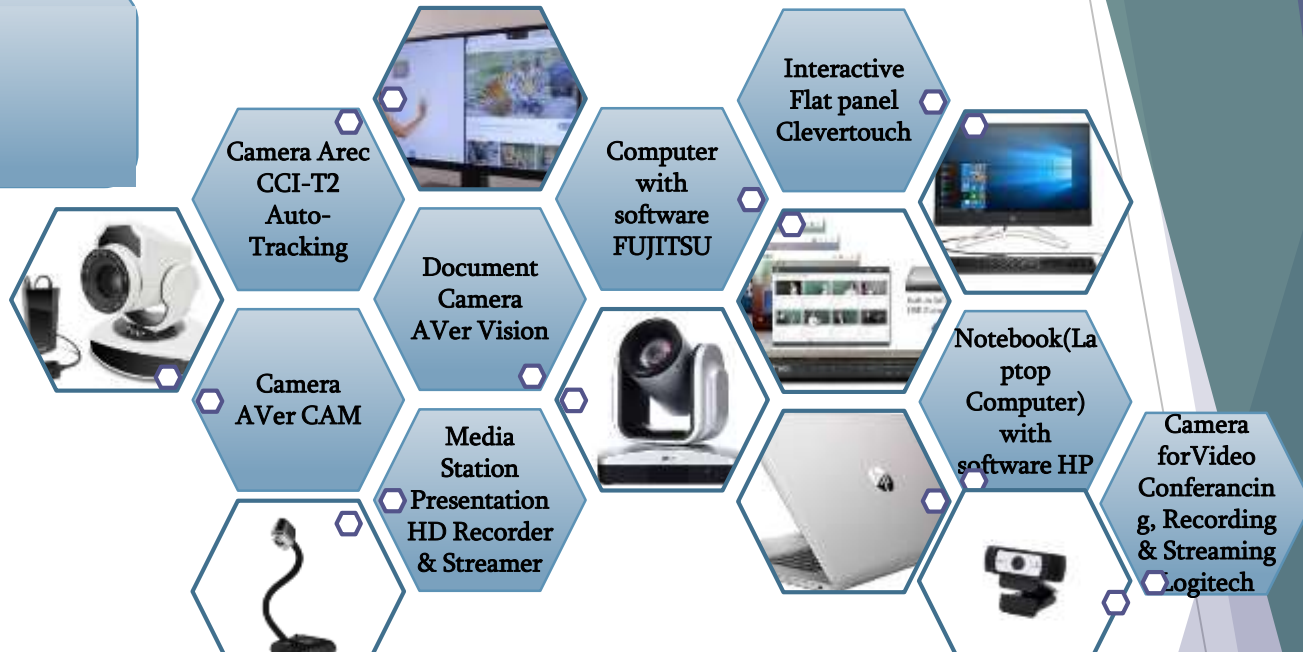 Interactive
Flat panel
Clevertouch
Camera Arec
CCI-T2
Auto-
Tracking
Computer
with
software
FUJITSU
Document
Camera
AVer Vision
Notebook(La
ptop
Computer)
with
software HP
Camera
AVer CAM
Media
Station
Presentation
HD Recorder
& Streamer
Camera
forVideo
Conferancin
g, Recording
& Streaming
Logitech